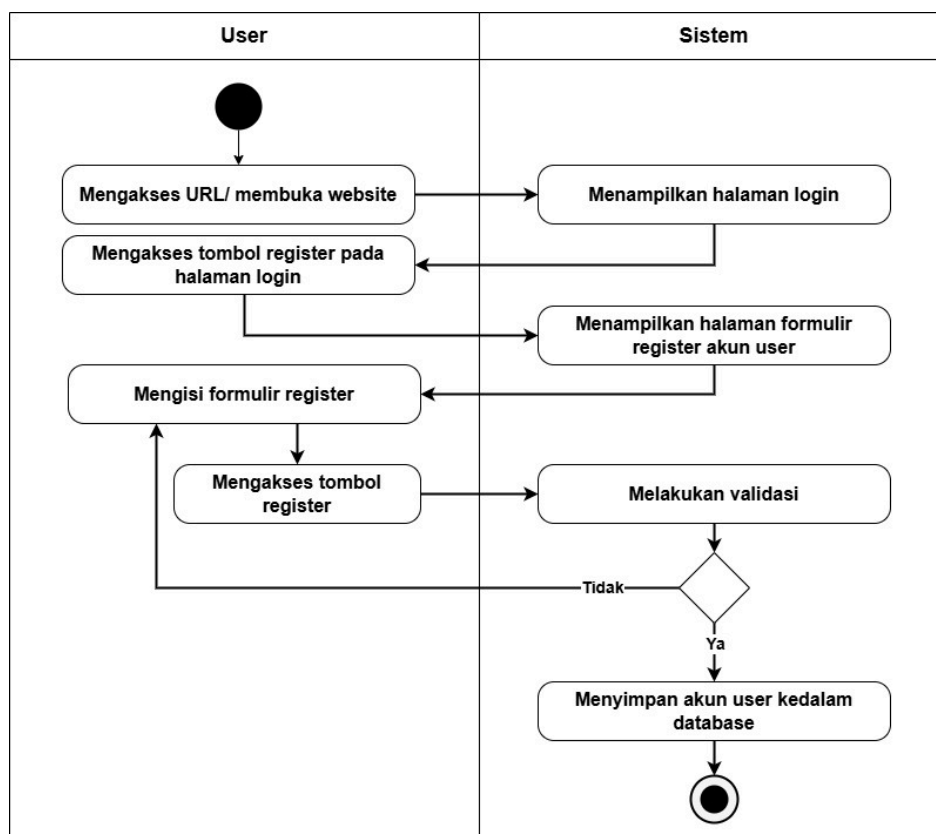 User
Sistem
Mengakses URL/ membuka website
Menampilkan halaman login
Mengakses tombol register pada
halaman login
Menampilkan halaman formulir
register akun user
Mengisi formulir register
Mengakses tombol
register
Melakukan validasi
Tidak
Ya
Menyimpan akun user kedalam
database